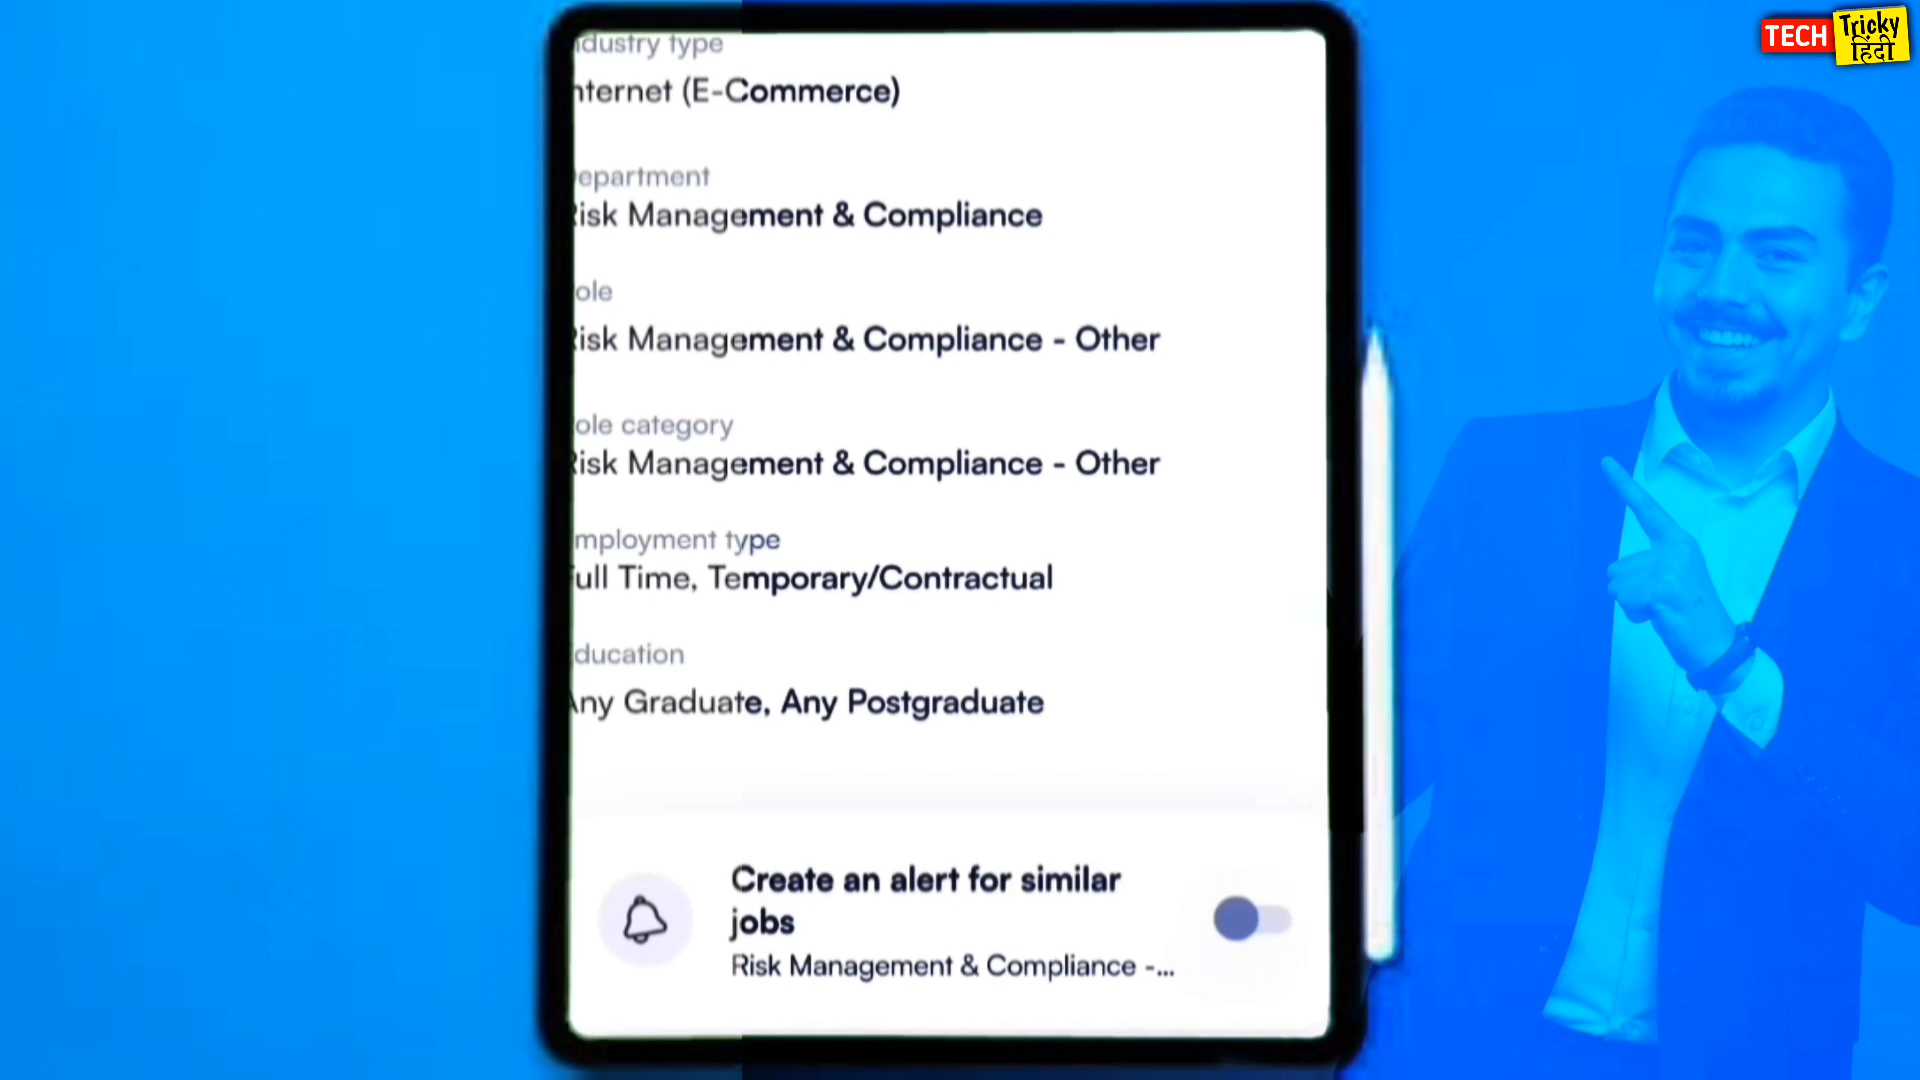 TECH Tricky
हिंदी
ndustry type
nternet (E-Commerce)
epartment
isk Management & Compliance
ole
isk Management & Compliance - Other
ole category
isk Management & Compliance - Other
mployment type
ull Time, Temporary/Contractual
ducation
ny Graduate, Any Postgraduate
Create an alert for similar
jobs
Risk Management & Compliance -...